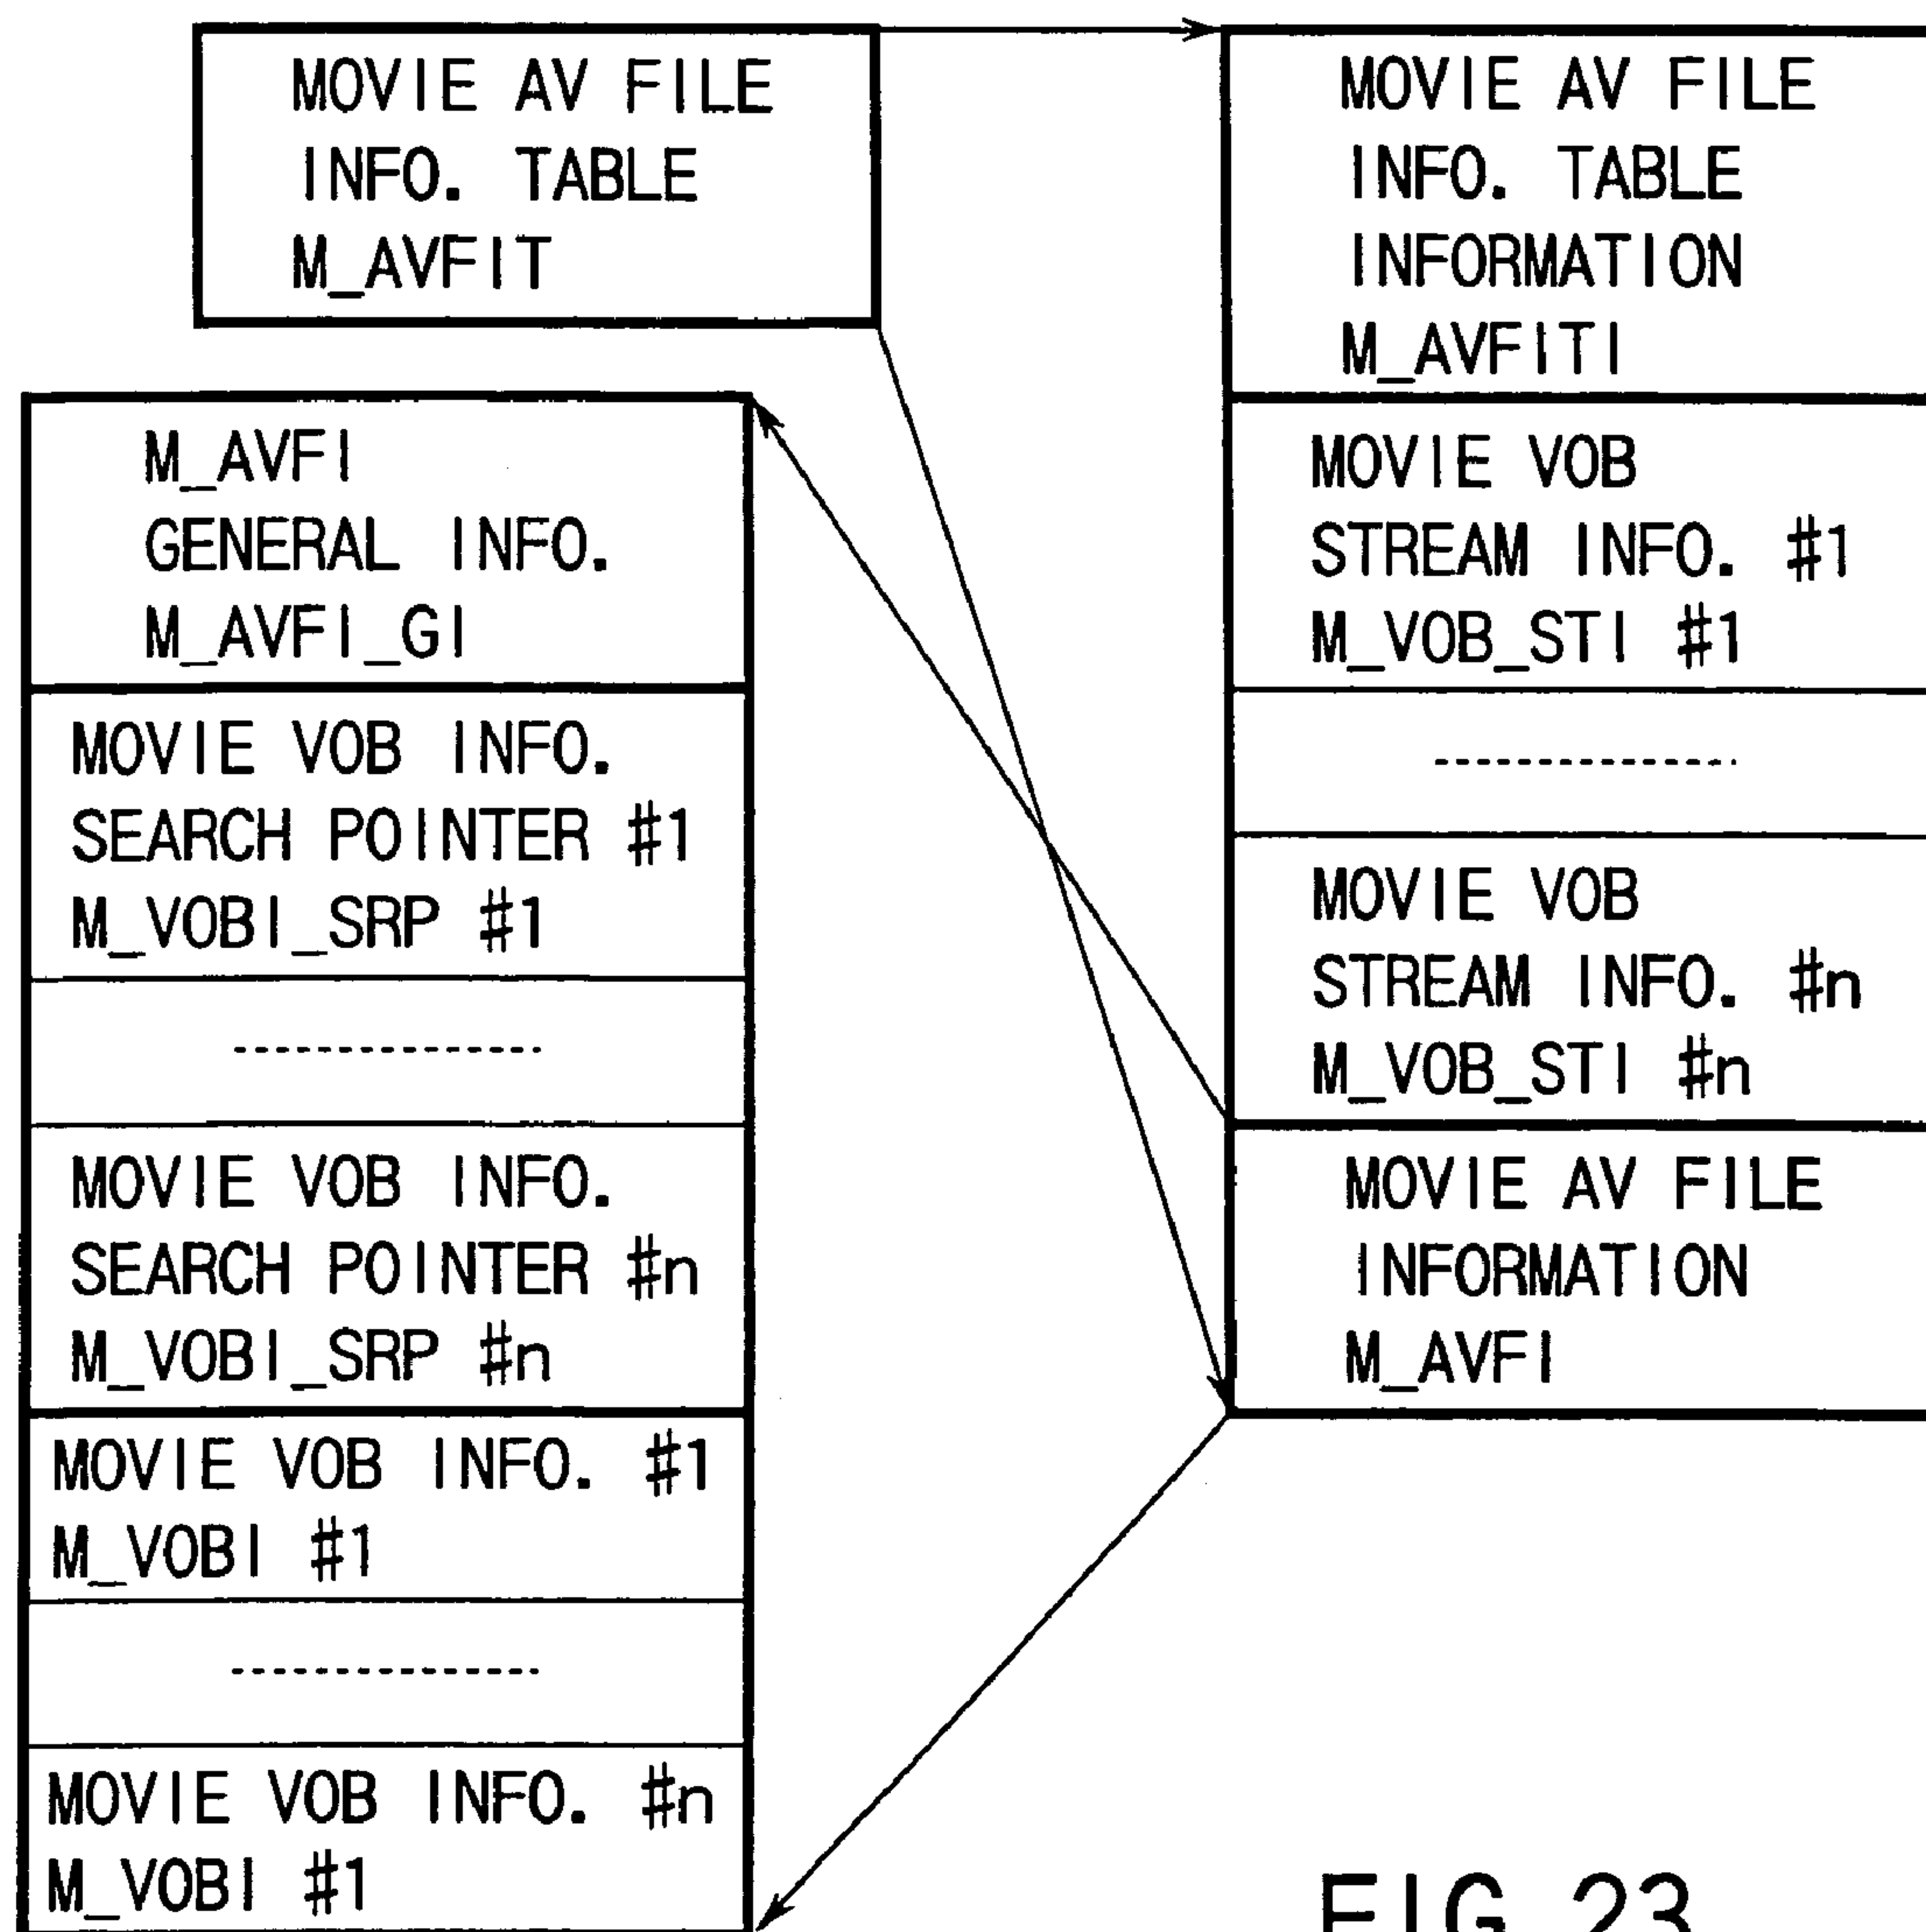 MOVIE AV FILE
INFO. TABLE
M_AVFIT
MOVIE AV FILE
INFO. TABLE
INFORMATION
M_AVFITI
MOVIE VOB
STREAM INFO. #1
M_VOB_STI #1
MOVIE VOB
STREAM INFO. #n
M_VOB_STI #n
MOVIE AV FILE
INFORMATION
M_AVFI
M_AVFI
GENERAL INFO.
M_AVFI_GI
MOVIE VOB INFO.
SEARCH POINTER #1
M_VOBI_SRP #1
MOVIE VOB INFO.
SEARCH POINTER #n
M_VOBI_SRP #n
MOVIE VOB INFO. #1
M_VOBI #1
MOVIE VOB INFO. #n
M_VOBI #1
FIG 23